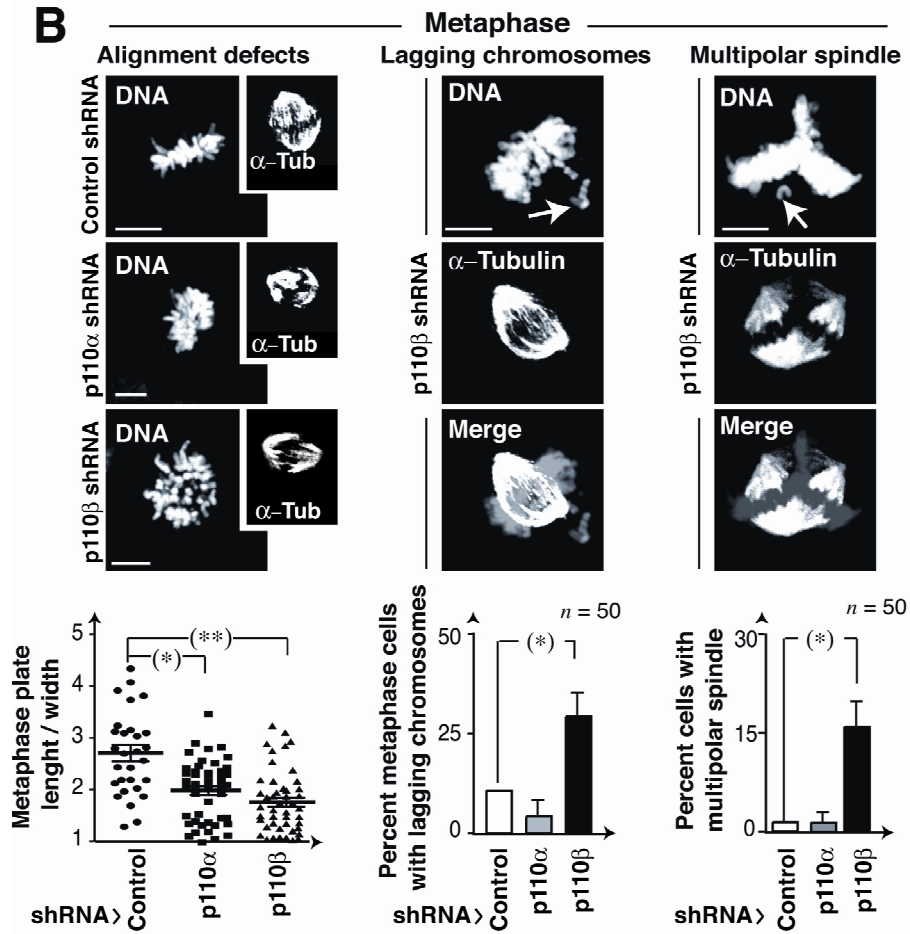 B
Metaphase
Alignment defects
Lagging chromosomes
Multipolar spindle
Control shRNA
DNA
α–Tub
p110α shRNA
DNA
α–Tub
p110β shRNA
DNA
α–Tub
p110β shRNA
DNA
α–Tubulin
Merge
p110β shRNA
DNA
α–Tubulin
Merge
Metaphase plate
lenght / width
5
4
3
2
1
(**)
(*)
Control
p110α
p110β
shRNA>
Percent metaphase cells
with lagging chromosomes
n = 50
50
25
0
(*)
Control
p110α
p110β
shRNA>
Percent cells with
multipolar spindle
n = 50
30
15
0
(*)
Control
p110α
p110β
shRNA>